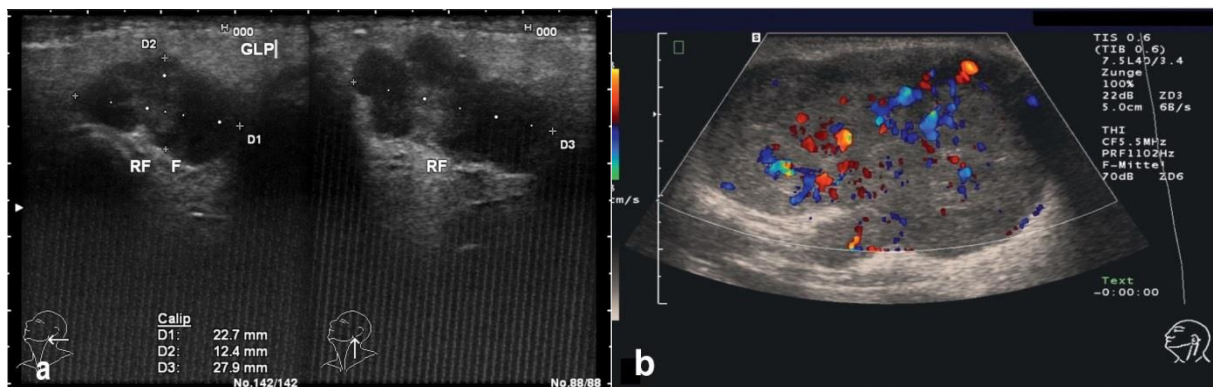 H 000
H 000
D2
GLP
D1
D3
RF F
RF
Calip
D1: 22.7 mm
D2: 12.4 mm
D3: 27.9 mm
a
No.142/142
No.88/88
S
TIS 0.6
(TIB 0.6)
7.5L40/3.4
Zunge
100%
22dB ZD3
5.0cm 6B/s
THI
CF5.5MHz
PRF1102Hz
F-Mittel
70dB ZD6
cm/s
Text
-0:00:00
b